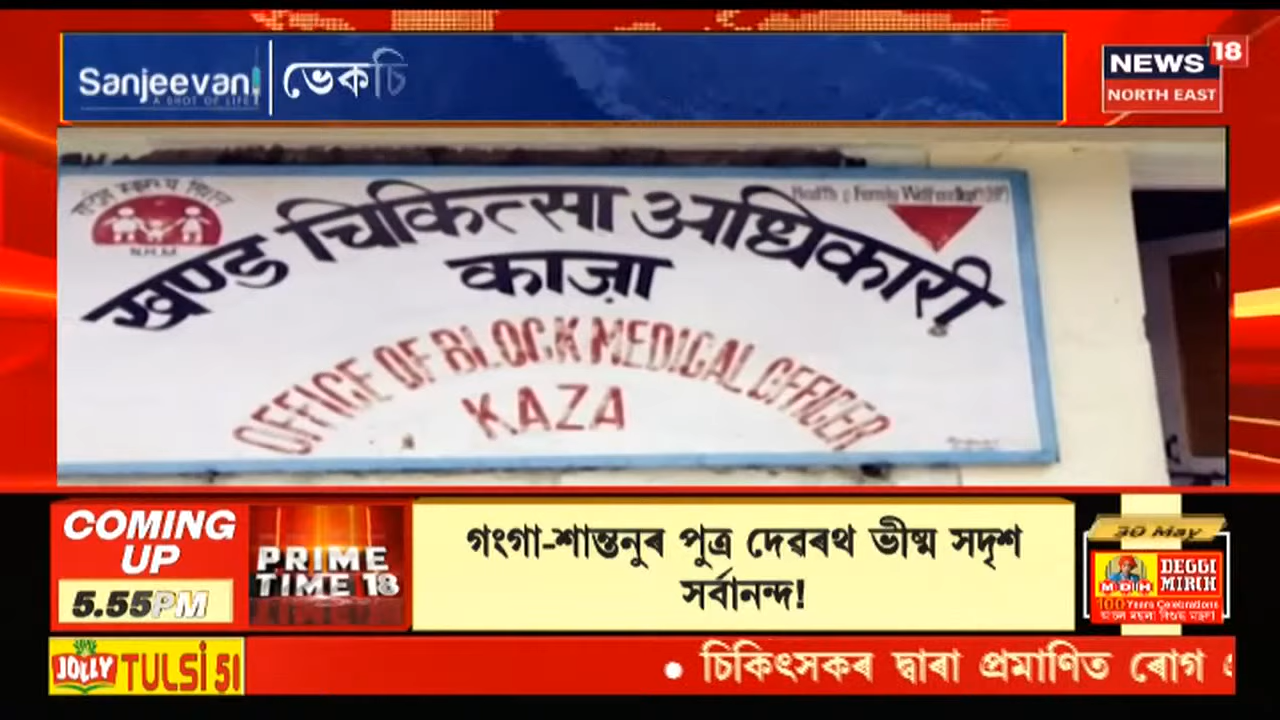 Sanjeevani
A SHOT OF LIFE
ভেকচি
NEWS 18
NORTH EAST
N.H.M
Health & Family Welfare
खण्ड चिकित्सा अधिकारी
काज़ा
OFFICE OF BLOCK MEDICAL OFFICER
KAZA
COMING
UP
5.55PM
PRIME
TIME 18
গংগা-শান্তনুৰ পুত্ৰ দেৱৰথ ভীষ্ম সদৃশ
সৰ্বানন্দ!
30 May
MDH
DEGGI
MIRCH
100 Years Celebrations
JOLLY TULSI 51
• চিকিৎসকৰ দ্বাৰা প্ৰমাণিত ৰোগ